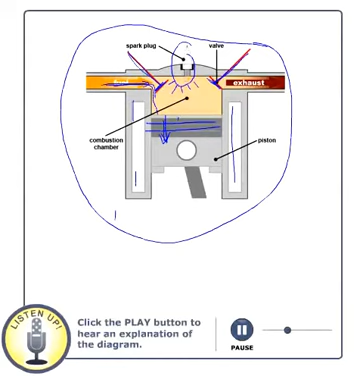 spark plug
valve
fuel
exhaust
combustion
chamber
piston
LISTEN UP!
Click the PLAY button to
hear an explanation of
the diagram.
PAUSE